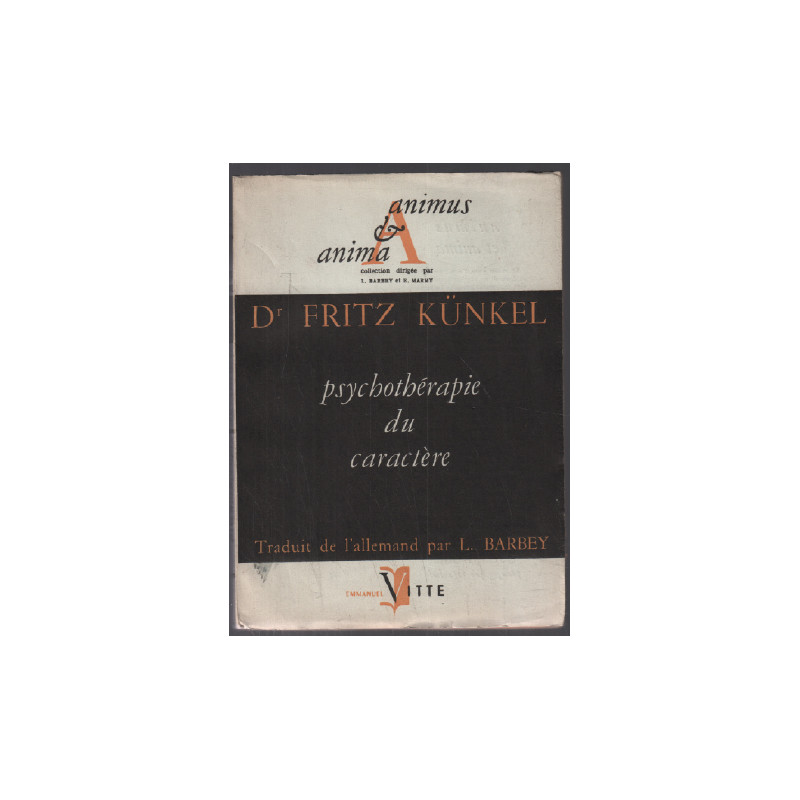 animus
&
anima
A
collection dirigée par
L. BARBEY et H. MARMY
Dr FRITZ KÜNKEL
psychothérapie
du
caractère
Traduit de l'allemand par L. BARBEY
EMMANUEL VITTE